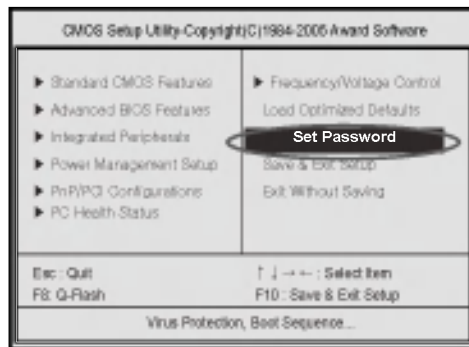 CMOS Setup Utility-Copyright(C)1984-2005 Award Software
▶ Standard CMOS Features
▶ Advanced BIOS Features
▶ Integrated Peripherals
▶ Power Management Setup
▶ PnP/PCI Configurations
▶ PC Health Status
▶ Frequency/Voltage Control
Load Optimized Defaults
Set Password
Save & Exit Setup
Exit Without Saving
Esc : Quit
F8: Q-Flash
↑ ↓ → ← : Select Item
F10 : Save & Exit Setup
Virus Protection, Boot Sequence...